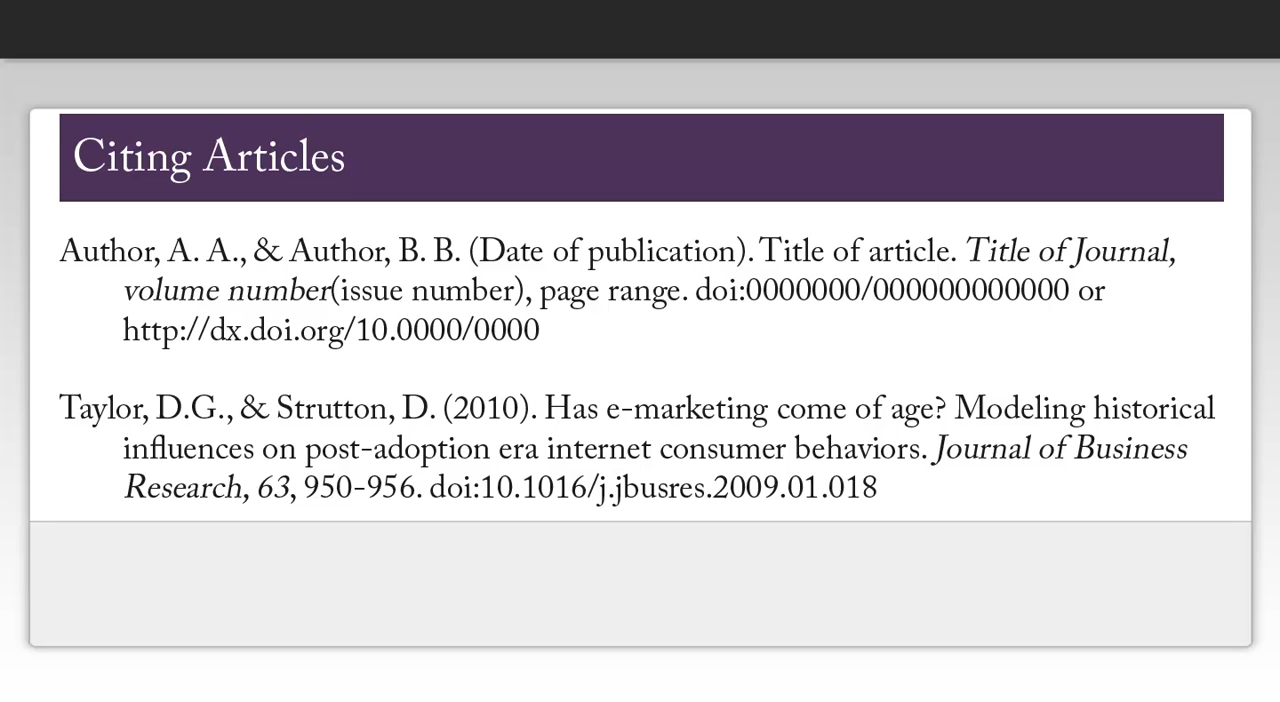 Citing Articles
Author, A. A., & Author, B. B. (Date of publication). Title of article. Title of Journal,
volume number(issue number), page range. doi:0000000/000000000000 or
http://dx.doi.org/10.0000/0000
Taylor, D.G., & Strutton, D. (2010). Has e-marketing come of age? Modeling historical
influences on post-adoption era internet consumer behaviors. Journal of Business
Research, 63, 950-956. doi:10.1016/j.jbusres.2009.01.018